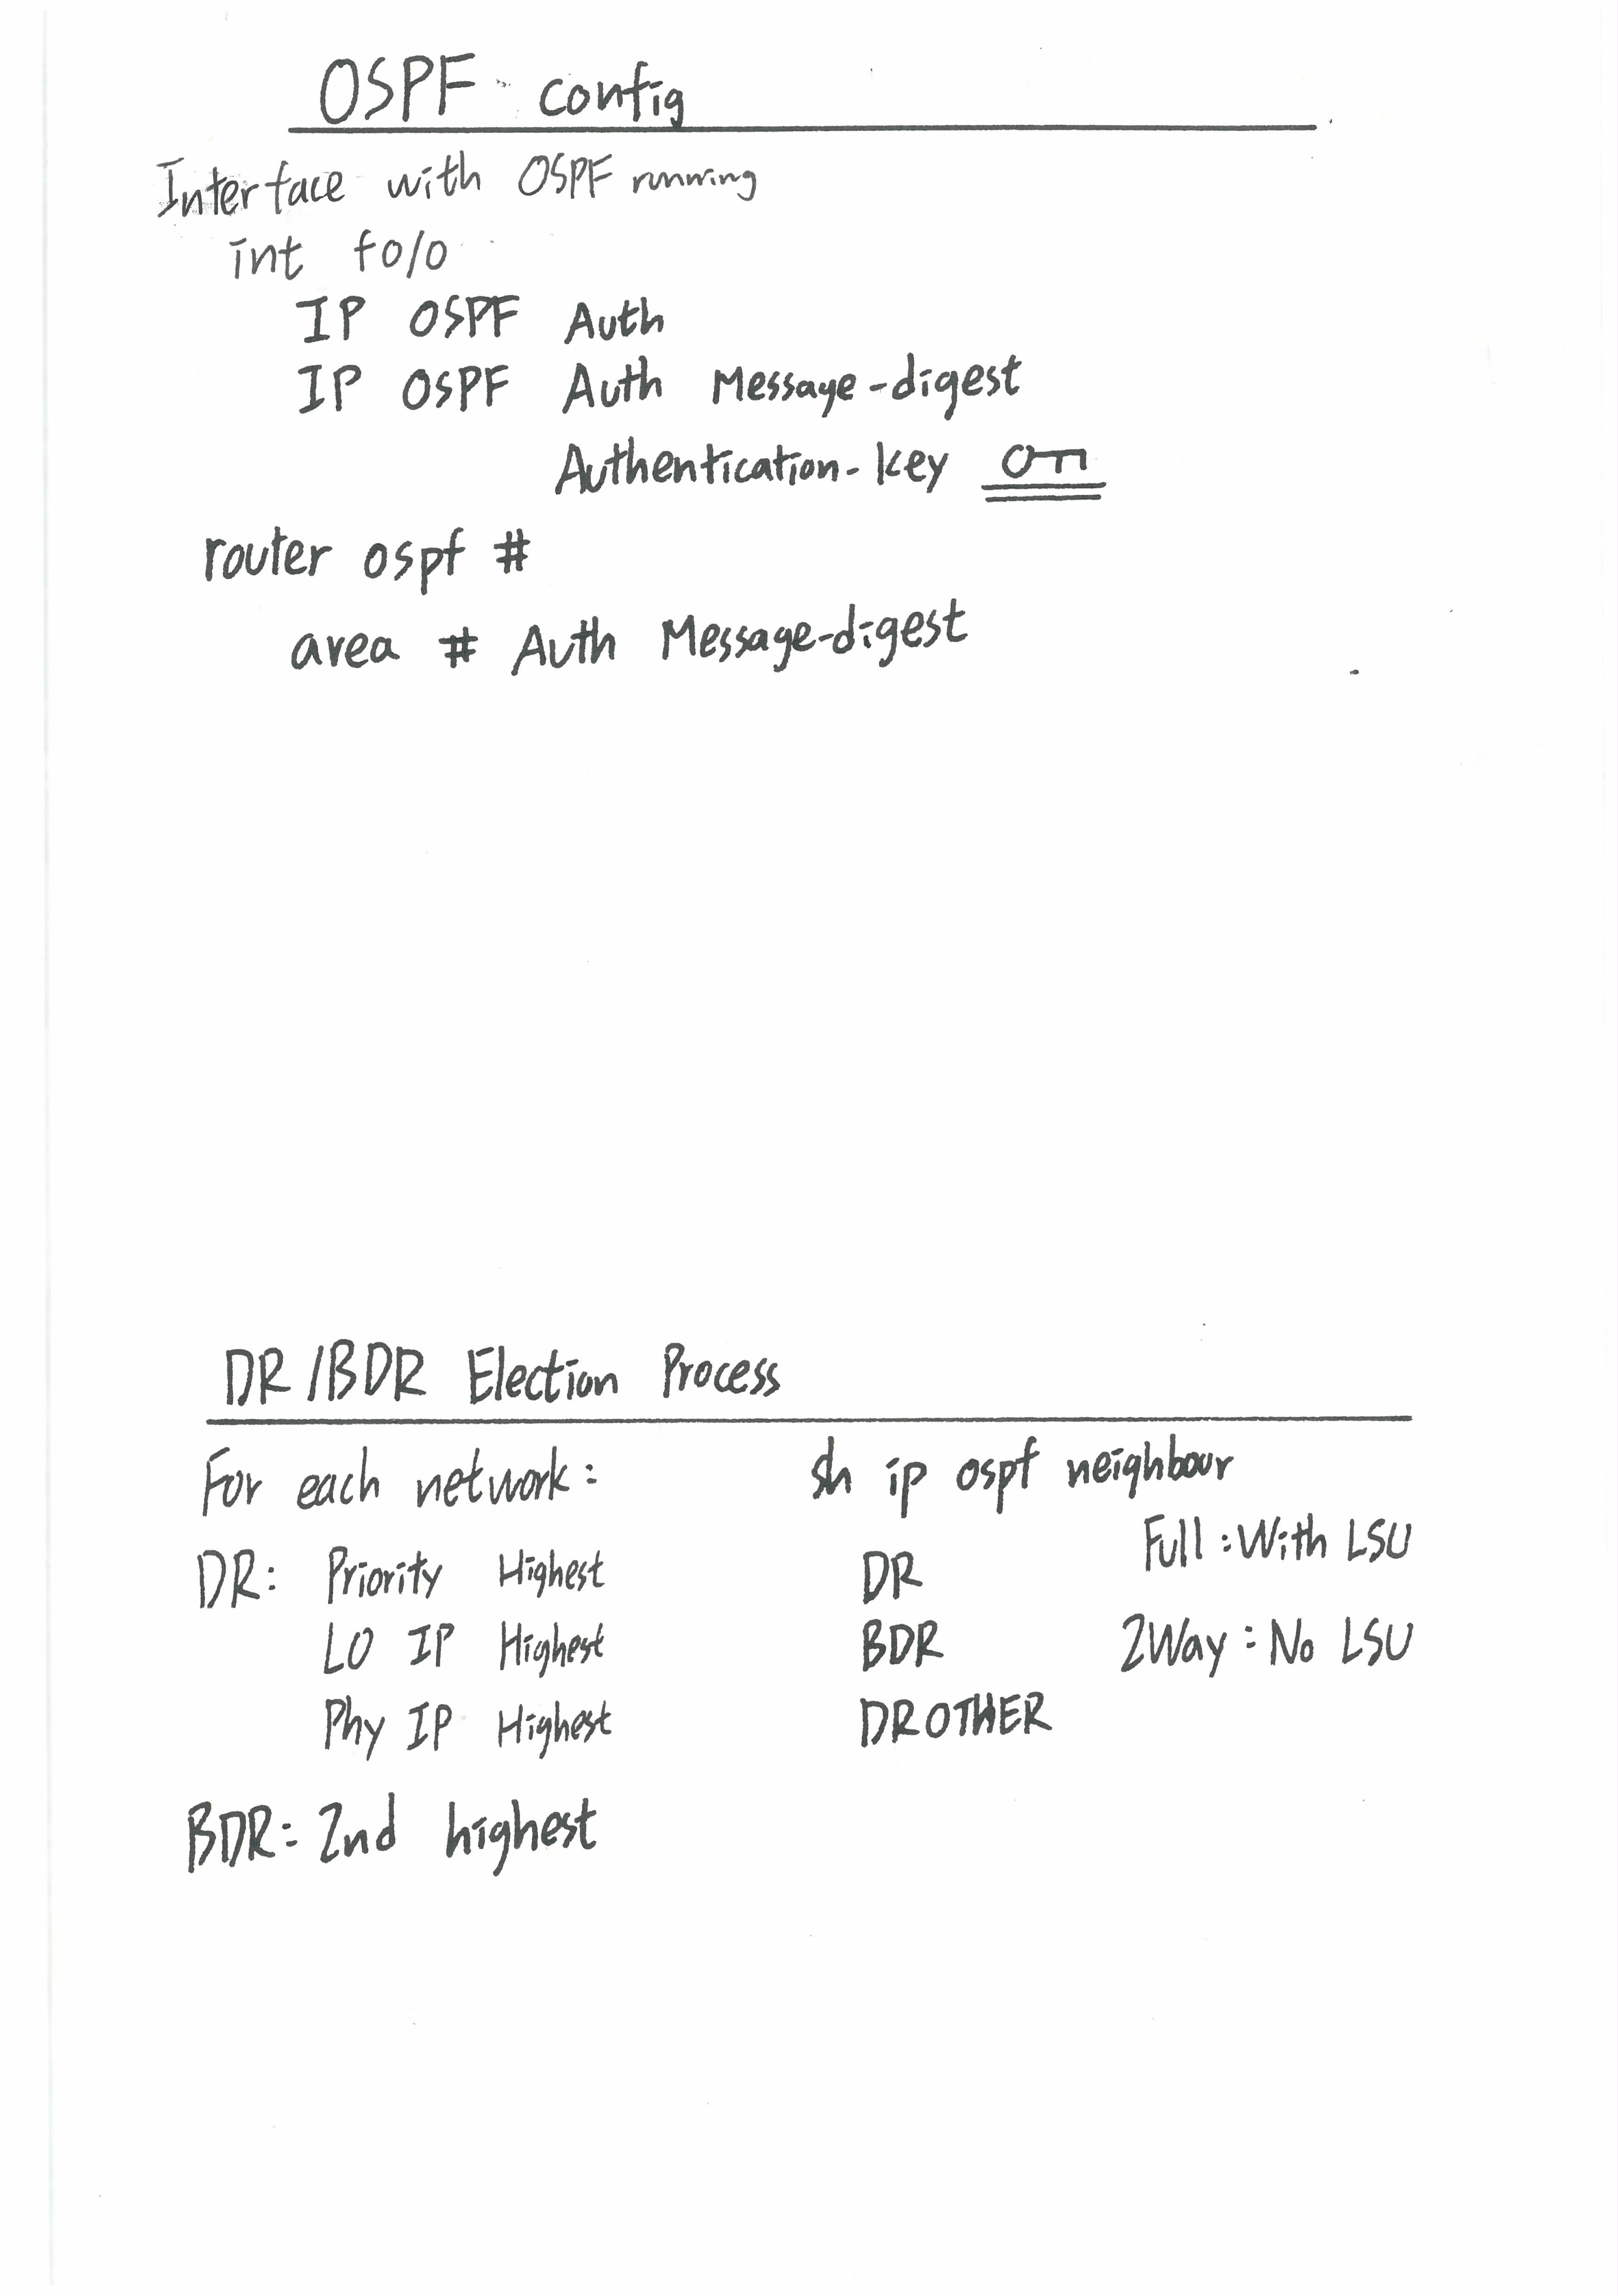 OSPF config
Interface with OSPF running
int f0/0
IP OSPF Auth
IP OSPF Auth Message-digest
Authentication-key
router ospf #
area # Auth Message-digest
DR/BDR Election Process
For each network:
DR: Priority Highest
LO IP Highest
Phy IP Highest
BDR: 2nd highest
sh ip ospf neighbour
DR
BDR
DROTHER
Full: With LSU
2Way: No LSU